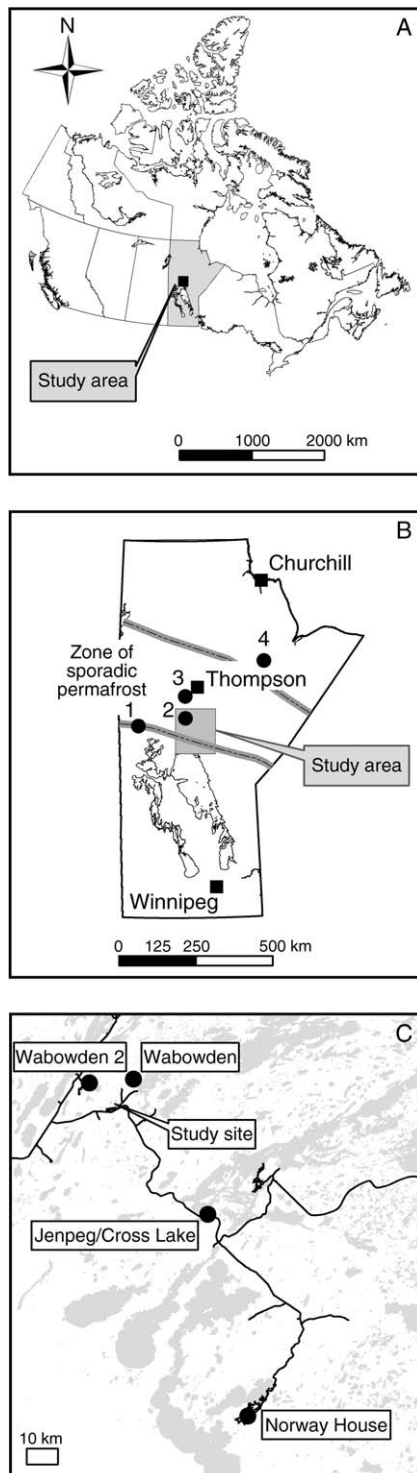 A
N
Study area
0 1000 2000 km
B
Churchill
4
Zone of
sporadic
permafrost
3
Thompson
1
2
Study area
Winnipeg
0 125 250 500 km
C
Wabowden 2
Wabowden
Study site
Jenpeg/Cross Lake
Norway House
10 km